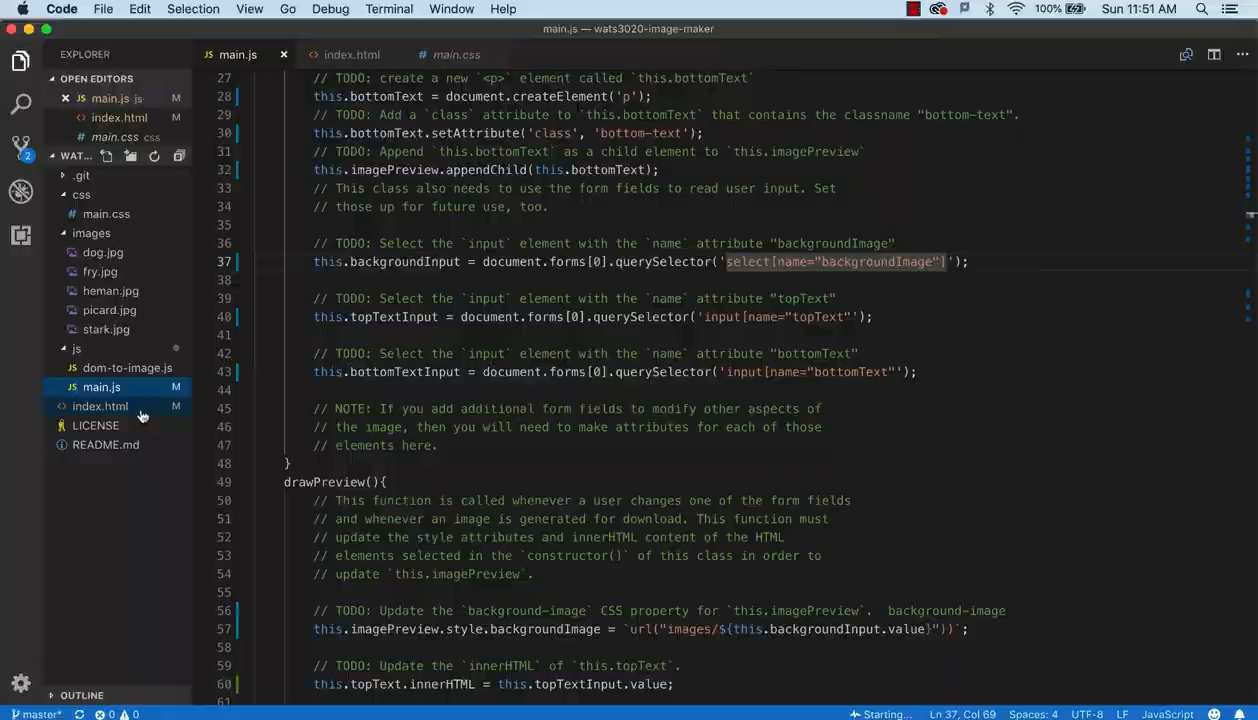 Code File Edit Selection View Go Debug Terminal Window Help 100% Sun 11:51 AM
main.js — wats3020-image-maker
EXPLORER
main.js
index.html
main.css
OPEN EDITORS
main.js js M
index.html
main.css css
WAT...
.git
css
main.css
images
dog.jpg
fry.jpg
heman.jpg
picard.jpg
stark.jpg
js
dom-to-image.js
main.js M
index.html M
LICENSE
README.md
OUTLINE
2
27 // TODO: create a new `<p>` element called `this.bottomText`
28 this.bottomText = document.createElement('p');
29 // TODO: Add a `class` attribute to `this.bottomText` that contains the classname "bottom-text".
30 this.bottomText.setAttribute('class', 'bottom-text');
31 // TODO: Append `this.bottomText` as a child element to `this.imagePreview`
32 this.imagePreview.appendChild(this.bottomText);
33 // This class also needs to use the form fields to read user input. Set
34 // those up for future use, too.
35
36 // TODO: Select the `input` element with the `name` attribute "backgroundImage"
37 this.backgroundInput = document.forms[0].querySelector('select[name="backgroundImage"]');
38
39 // TODO: Select the `input` element with the `name` attribute "topText"
40 this.topTextInput = document.forms[0].querySelector('input[name="topText"');
41
42 // TODO: Select the `input` element with the `name` attribute "bottomText"
43 this.bottomTextInput = document.forms[0].querySelector('input[name="bottomText"');
44
45 // NOTE: If you add additional form fields to modify other aspects of
46 // the image, then you will need to make attributes for each of those
47 // elements here.
48 }
49 drawPreview(){
50 // This function is called whenever a user changes one of the form fields
51 // and whenever an image is generated for download. This function must
52 // update the style attributes and innerHTML content of the HTML
53 // elements selected in the `constructor()` of this class in order to
54 // update `this.imagePreview`.
55
56 // TODO: Update the `background-image` CSS property for `this.imagePreview`. background-image
57 this.imagePreview.style.backgroundImage = `url("images/${this.backgroundInput.value}"))`;
58
59 // TODO: Update the `innerHTML` of `this.topText`.
60 this.topText.innerHTML = this.topTextInput.value;
61
master* 0 0 Starting... Ln 37, Col 69 Spaces: 4 UTF-8 LF JavaScript